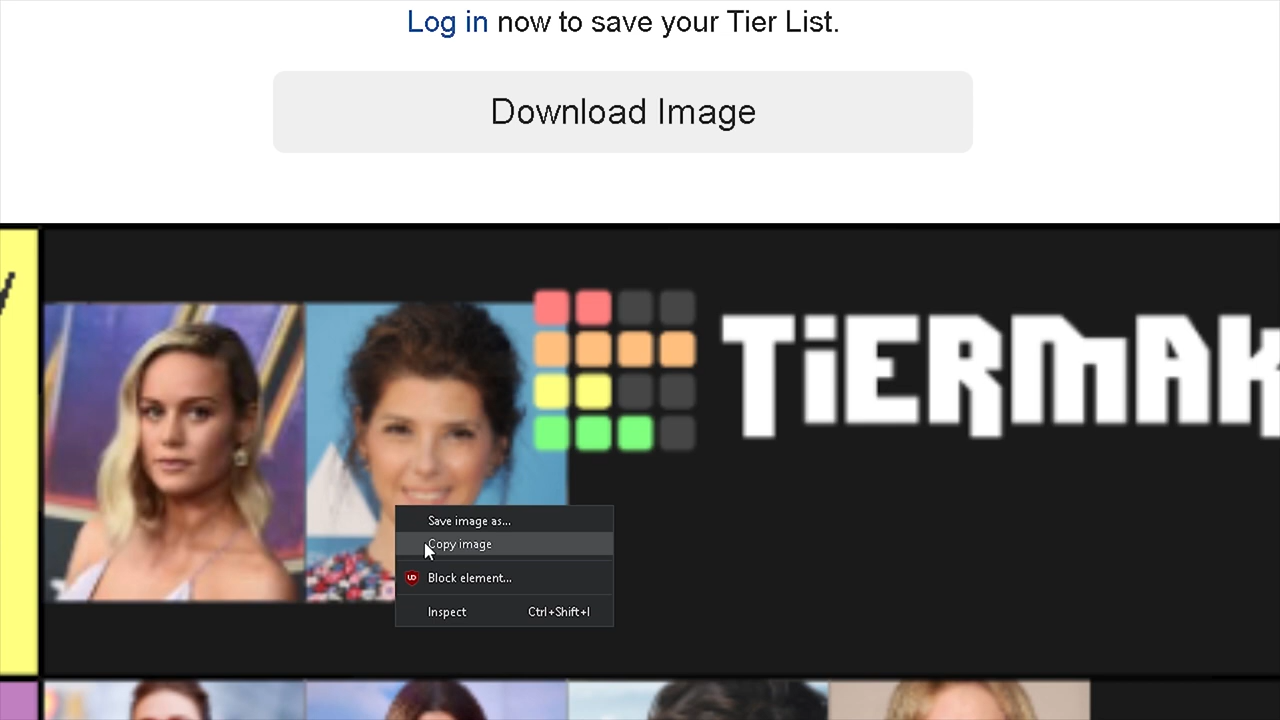 Log in now to save your Tier List.
Download Image
TiERMAK
Save image as...
Copy image
Block element...
Inspect Ctrl+Shift+I